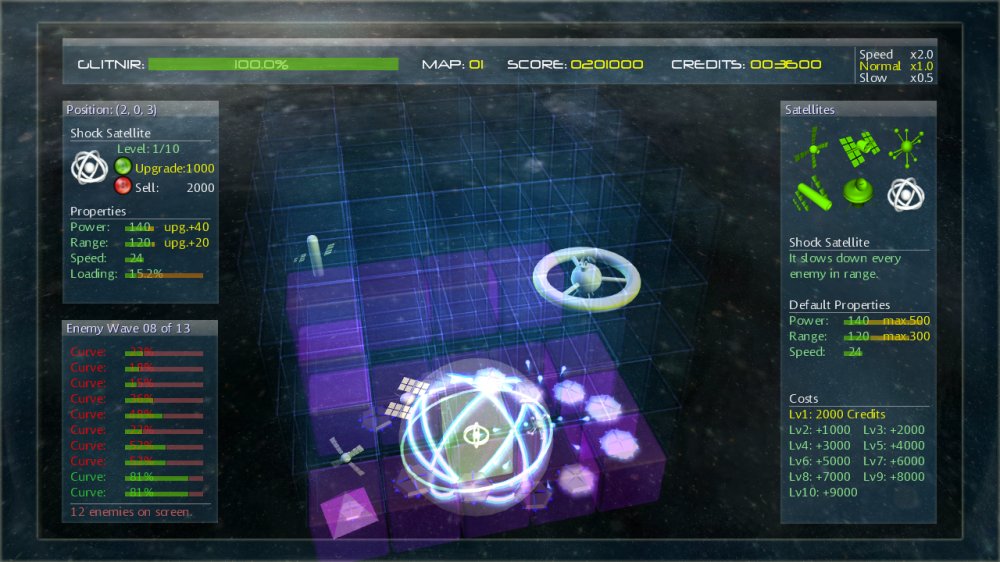 GLITNIR: 100.0% MAP: 01 SCORE: 0201000 CREDITS: 003600
Speed x2.0
Normal x1.0
Slow x0.5
Position: (2, 0, 3)
Shock Satellite
Level: 1/10
Upgrade:1000
Sell: 2000
Properties
Power: 140 upg.+40
Range: 120 upg.+20
Speed: 24
Loading: 15.2%
Enemy Wave 08 of 13
Curve:
Curve:
Curve:
Curve:
Curve: 48%
Curve:
Curve:
Curve:
Curve: 81%
Curve: 81%
12 enemies on screen.
Satellites
Shock Satellite
It slows down every
enemy in range.
Default Properties
Power: 140 max.500
Range: 120 max.300
Speed: 24
Costs
Lv1: 2000 Credits
Lv2: +1000 Lv3: +2000
Lv4: +3000 Lv5: +4000
Lv6: +5000 Lv7: +6000
Lv8: +7000 Lv9: +8000
Lv10: +9000